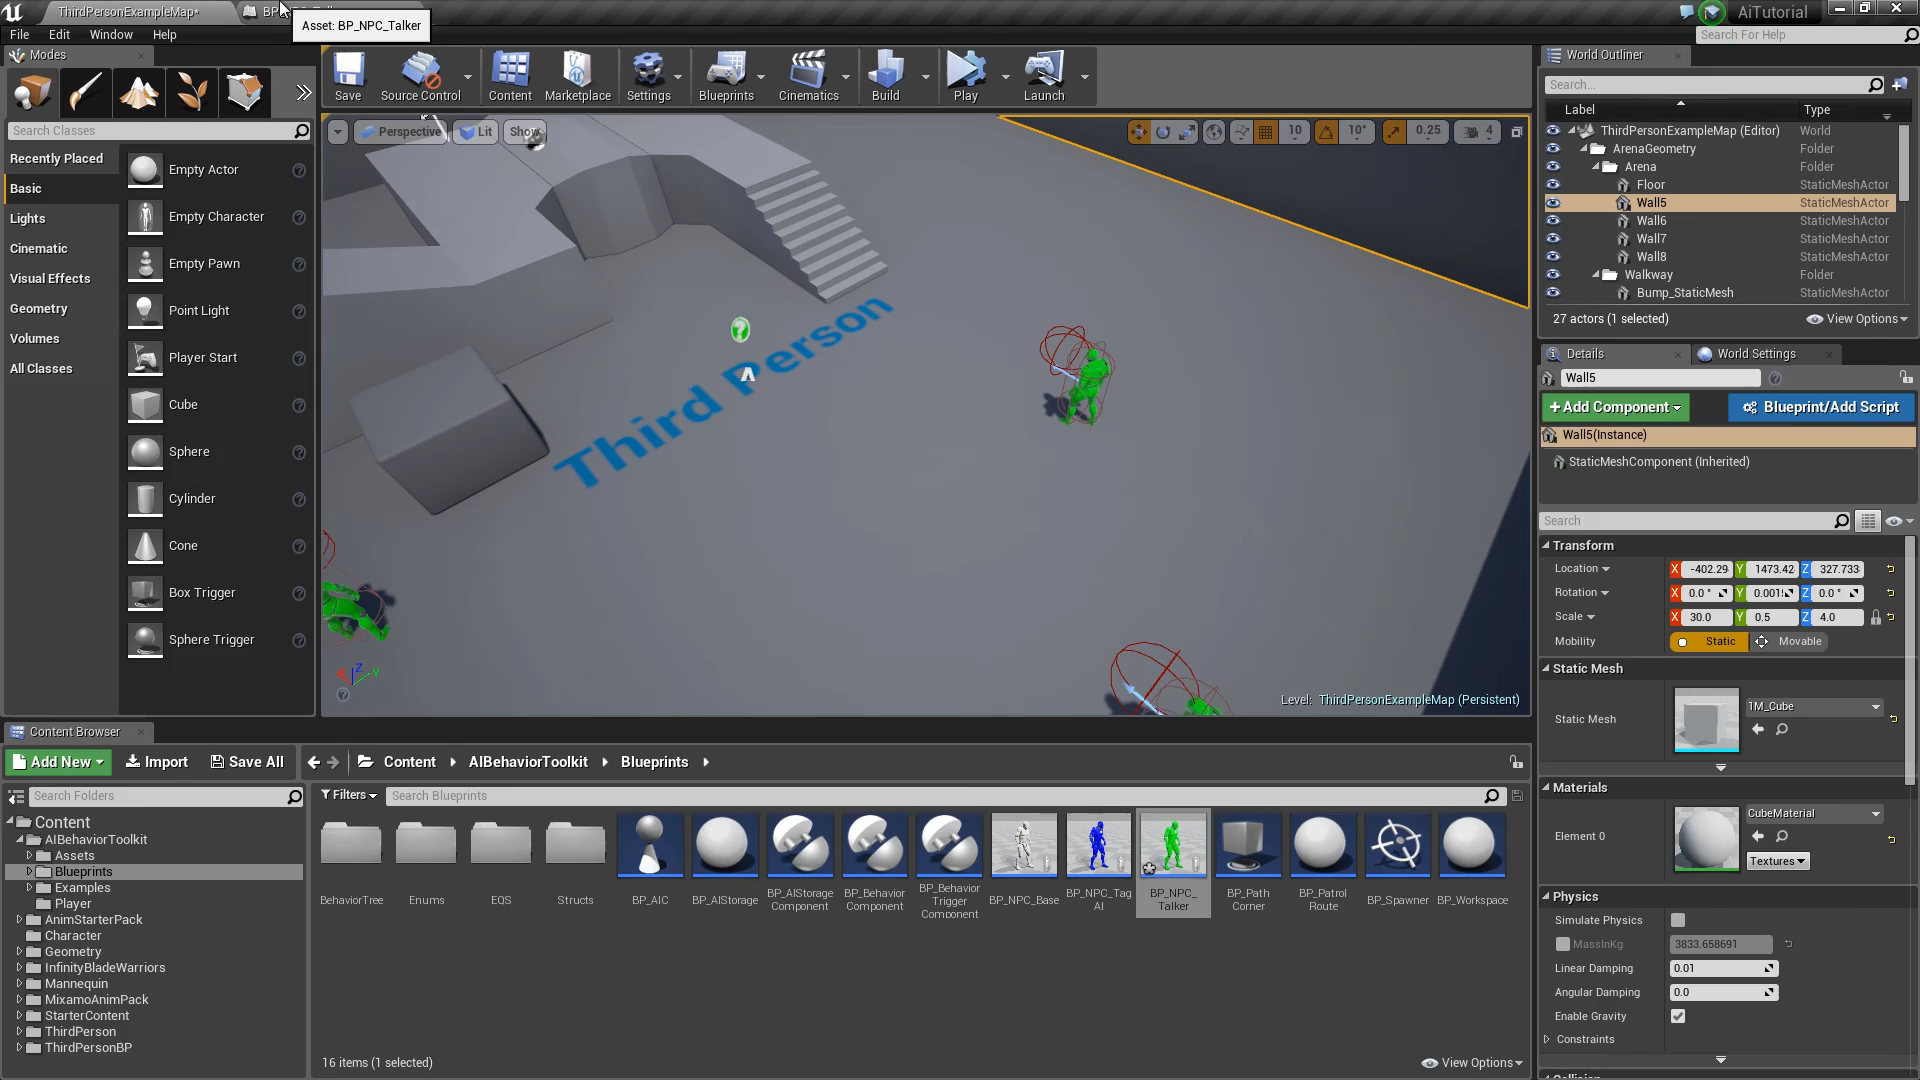 ThirdPersonExampleMap*
Asset: BP_NPC_Talker
AiTutorial
File
Edit
Window
Help
Search For Help
Modes
Save
Source Control
Content
Marketplace
Settings
Blueprints
Cinematics
Build
Play
Launch
World Outliner
Search...
Label
Type
ThirdPersonExampleMap (Editor)
World
ArenaGeometry
Folder
Arena
Folder
Floor
StaticMeshActor
Wall5
StaticMeshActor
Wall6
StaticMeshActor
Wall7
StaticMeshActor
Wall8
StaticMeshActor
Walkway
Folder
Bump_StaticMesh
StaticMeshActor
27 actors (1 selected)
View Options
Search Classes
Recently Placed
Basic
Lights
Cinematic
Visual Effects
Geometry
Volumes
All Classes
Empty Actor
Empty Character
Empty Pawn
Point Light
Player Start
Cube
Sphere
Cylinder
Cone
Box Trigger
Sphere Trigger
Perspective
Lit
Show
10
10°
0.25
4
Third Person
X
Z
Y
Level: ThirdPersonExampleMap (Persistent)
Details
World Settings
Wall5
+Add Component
Blueprint/Add Script
Wall5(Instance)
StaticMeshComponent (Inherited)
Search
Transform
Location
X -402.29
Y 1473.42
Z 327.733
Rotation
X 0.0 °
Y
Z 0.0 °
Scale
X 30.0
Y 0.5
Z 4.0
Mobility
Static
Movable
Static Mesh
Static Mesh
1M_Cube
Materials
Element 0
CubeMaterial
Textures
Physics
Simulate Physics
MassInKg
3833.658691
Linear Damping
0.01
Angular Damping
0.0
Enable Gravity
Constraints
Content Browser
Add New
Import
Save All
Content
AIBehaviorToolkit
Blueprints
Search Folders
Filters
Search Blueprints
Content
AIBehaviorToolkit
Assets
Blueprints
Examples
Player
AnimStarterPack
Character
Geometry
InfinityBladeWarriors
Mannequin
MixamoAnimPack
StarterContent
ThirdPerson
ThirdPersonBP
BehaviorTree
Enums
EQS
Structs
BP_AIC
BP_AIStorage
BP_AIStorage
Component
BP_Behavior
Component
BP_Behavior
Trigger
Component
BP_NPC_Base
BP_NPC_Tag
AI
BP_NPC_
Talker
BP_Path
Corner
BP_Patrol
Route
BP_Spawner
BP_Workspace
16 items (1 selected)
View Options